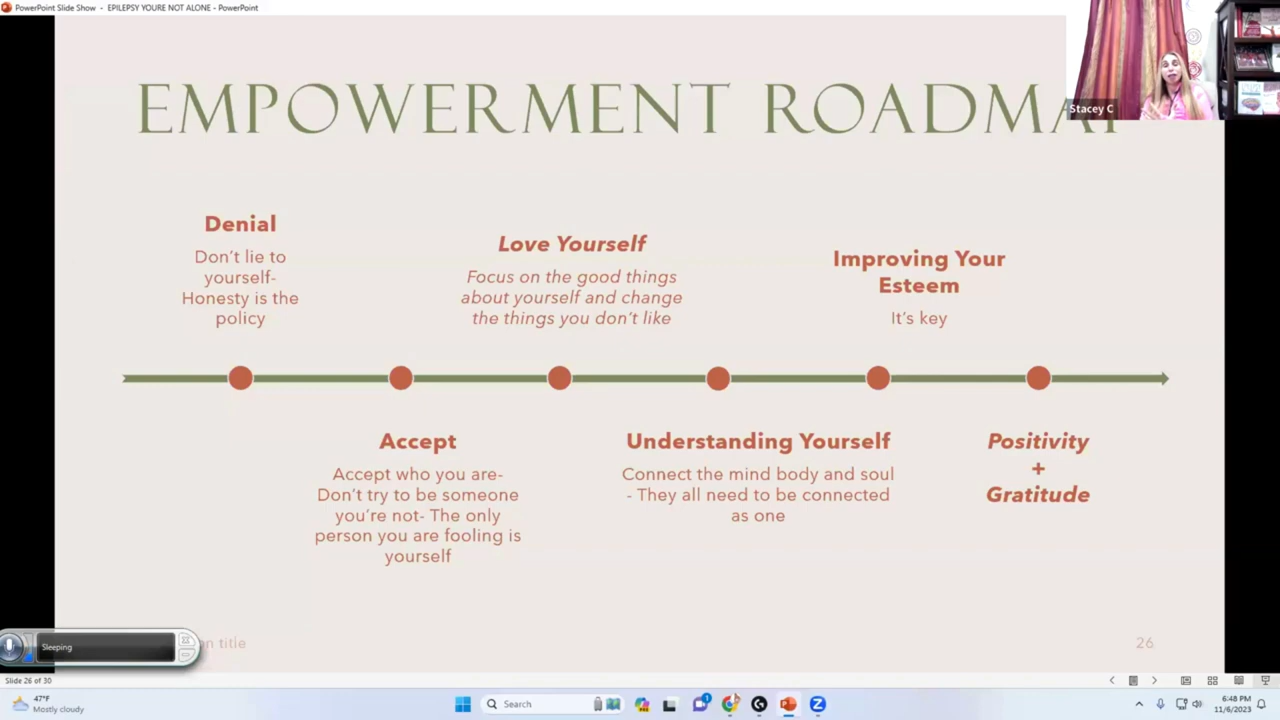 PowerPoint Slide Show - EPILEPSY YOURE NOT ALONE - PowerPoint
EMPOWERMENT ROADMAP
Stacey C
Denial
Don't lie to
yourself-
Honesty is the
policy
Love Yourself
Focus on the good things
about yourself and change
the things you don't like
Improving Your
Esteem
It's key
Accept
Accept who you are-
Don't try to be someone
you're not- The only
person you are fooling is
yourself
Understanding Yourself
Connect the mind body and soul
- They all need to be connected
as one
Positivity
+
Gratitude
Sleeping
title
26
Slide 26 of 30
47°F
Mostly cloudy
Search
1
6:48 PM
11/6/2023